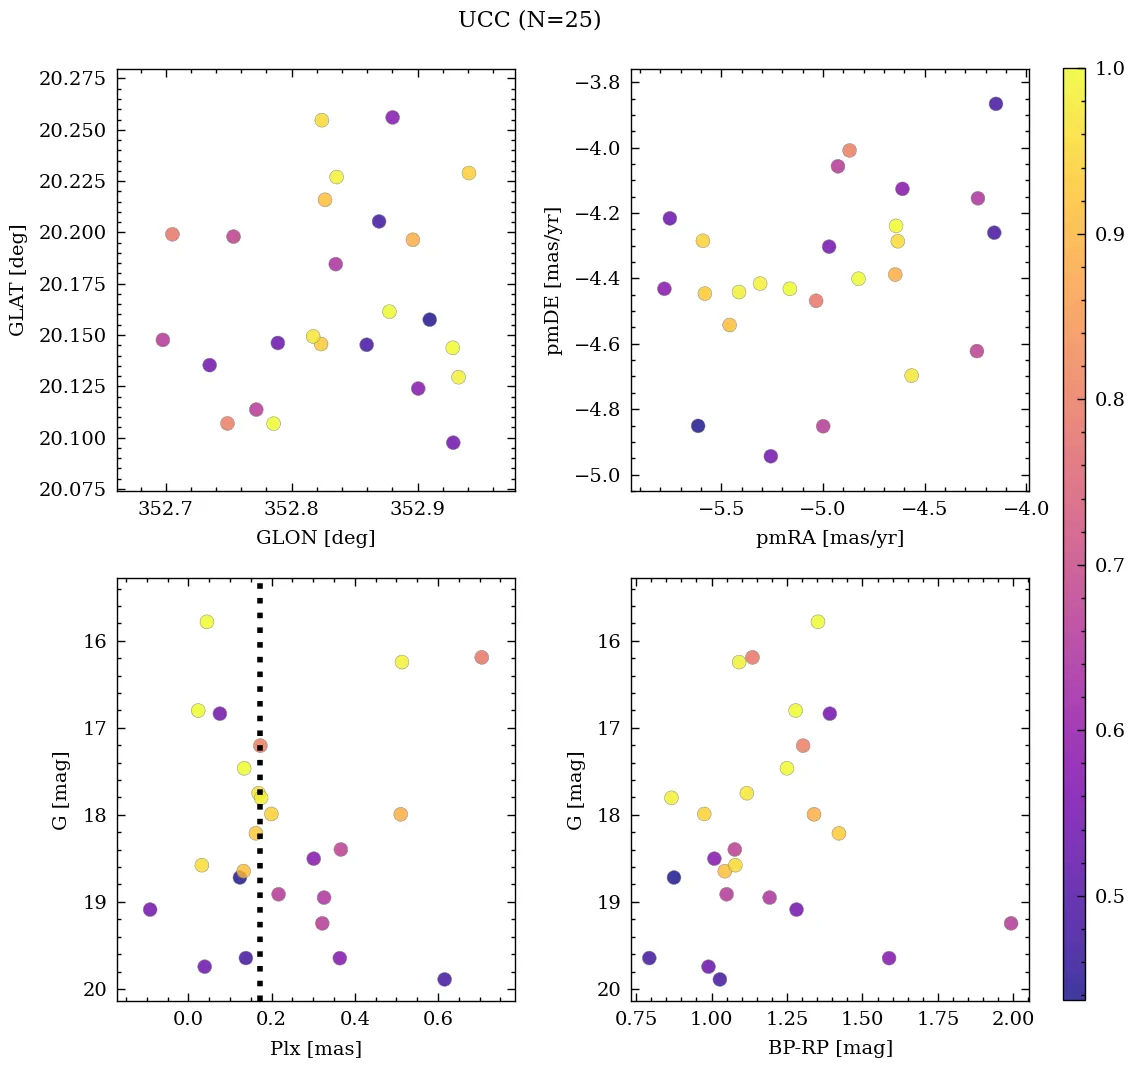 UCC (N=25)
20.275
20.250
20.225
20.200
20.175
20.150
20.125
20.100
20.075
GLAT [deg]
352.7 352.8 352.9
GLON [deg]
−3.8
−4.0
−4.2
−4.4
−4.6
−4.8
−5.0
pmDE [mas/yr]
−5.5 −5.0 −4.5 −4.0
pmRA [mas/yr]
16
17
18
19
20
G [mag]
0.0 0.2 0.4 0.6
Plx [mas]
16
17
18
19
20
G [mag]
0.75 1.00 1.25 1.50 1.75 2.00
BP-RP [mag]
1.0
0.9
0.8
0.7
0.6
0.5